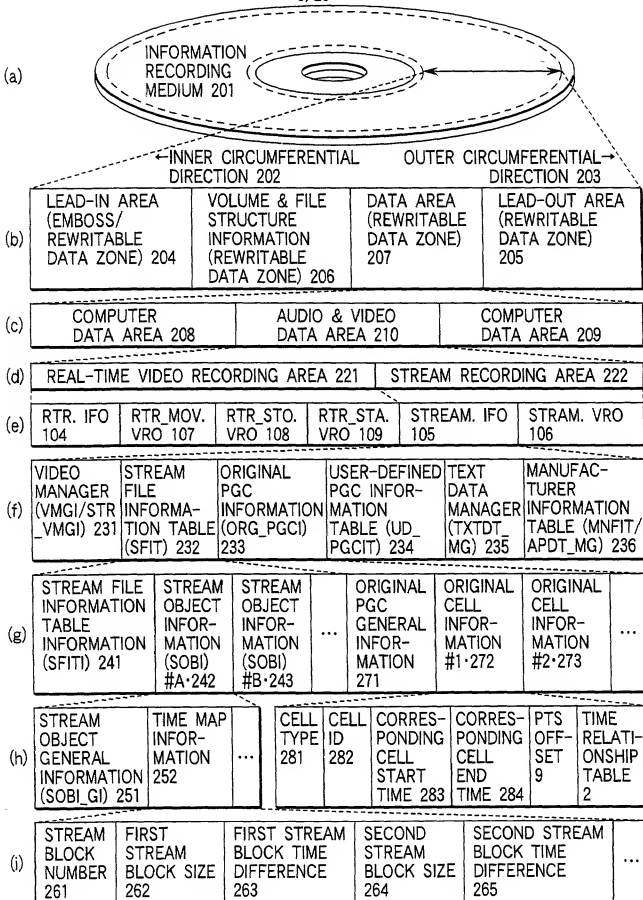 (a)
INFORMATION
RECORDING
MEDIUM 201
←INNER CIRCUMFERENTIAL
DIRECTION 202
OUTER CIRCUMFERENTIAL→
DIRECTION 203
(b)
LEAD-IN AREA
(EMBOSS/
REWRITABLE
DATA ZONE) 204
VOLUME & FILE
STRUCTURE
INFORMATION
(REWRITABLE
DATA ZONE) 206
DATA AREA
(REWRITABLE
DATA ZONE)
207
LEAD-OUT AREA
(REWRITABLE
DATA ZONE)
205
(c)
COMPUTER
DATA AREA 208
AUDIO & VIDEO
DATA AREA 210
COMPUTER
DATA AREA 209
(d)
REAL-TIME VIDEO RECORDING AREA 221
STREAM RECORDING AREA 222
(e)
RTR. IFO
104
RTR_MOV.
VRO 107
RTR_STO.
VRO 108
RTR_STA.
VRO 109
STREAM. IFO
105
STRAM. VRO
106
(f)
VIDEO
MANAGER
(VMGI/STR
_VMGI) 231
STREAM
FILE
INFORMA-
TION TABLE
(SFIT) 232
ORIGINAL
PGC
INFORMATION
(ORG_PGCI)
233
USER-DEFINED
PGC INFOR-
MATION
TABLE (UD_
PGCIT) 234
TEXT
DATA
MANAGER
(TXTDT_
MG) 235
MANUFAC-
TURER
INFORMATION
TABLE (MNFIT/
APDT_MG) 236
(g)
STREAM FILE
INFORMATION
TABLE
INFORMATION
(SFITI) 241
STREAM
OBJECT
INFOR-
MATION
(SOBI)
#A·242
STREAM
OBJECT
INFOR-
MATION
(SOBI)
#B·243
...
ORIGINAL
PGC
GENERAL
INFOR-
MATION
271
ORIGINAL
CELL
INFOR-
MATION
#1·272
ORIGINAL
CELL
INFOR-
MATION
#2·273
...
(h)
STREAM
OBJECT
GENERAL
INFORMATION
(SOBI_GI) 251
TIME MAP
INFOR-
MATION
252
...
CELL
TYPE
281
CELL
ID
282
CORRES-
PONDING
CELL
START
TIME 283
CORRES-
PONDING
CELL
END
TIME 284
PTS
OFF-
SET
9
TIME
RELATI-
ONSHIP
TABLE
2
(i)
STREAM
BLOCK
NUMBER
261
FIRST
STREAM
BLOCK SIZE
262
FIRST STREAM
BLOCK TIME
DIFFERENCE
263
SECOND
STREAM
BLOCK SIZE
264
SECOND STREAM
BLOCK TIME
DIFFERENCE
265
...